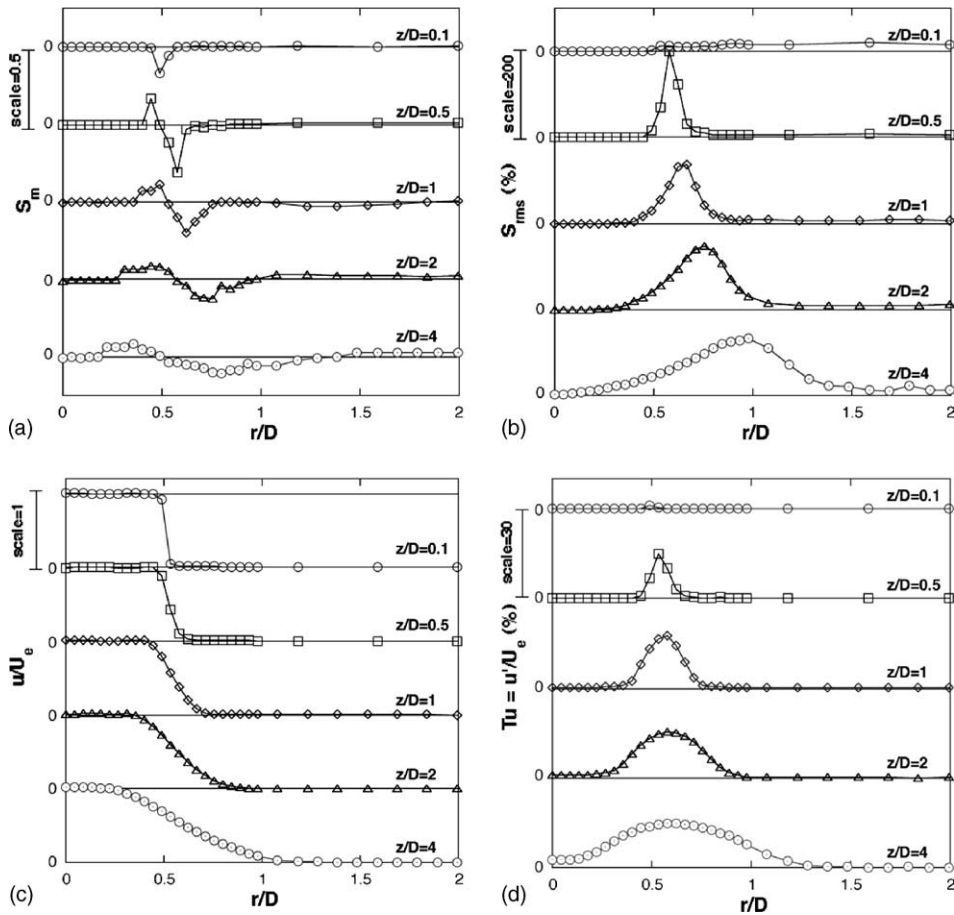 z/D=0.1
0
scale=0.5
z/D=0.5
0
z/D=1
0
S_m
z/D=2
0
z/D=4
0
0 0.5 1 1.5 2
(a) r/D
z/D=0.1
0
scale=200
z/D=0.5
0
z/D=1
0
S_rms (%)
z/D=2
0
z/D=4
0
0 0.5 1 1.5 2
(b) r/D
scale=1
z/D=0.1
0
z/D=0.5
0
u/U_e
z/D=1
0
z/D=2
0
z/D=4
0
0 0.5 1 1.5 2
(c) r/D
z/D=0.1
0
scale=30
z/D=0.5
0
Tu = u'/U_e (%)
z/D=1
0
z/D=2
0
z/D=4
0
0 0.5 1 1.5 2
(d) r/D